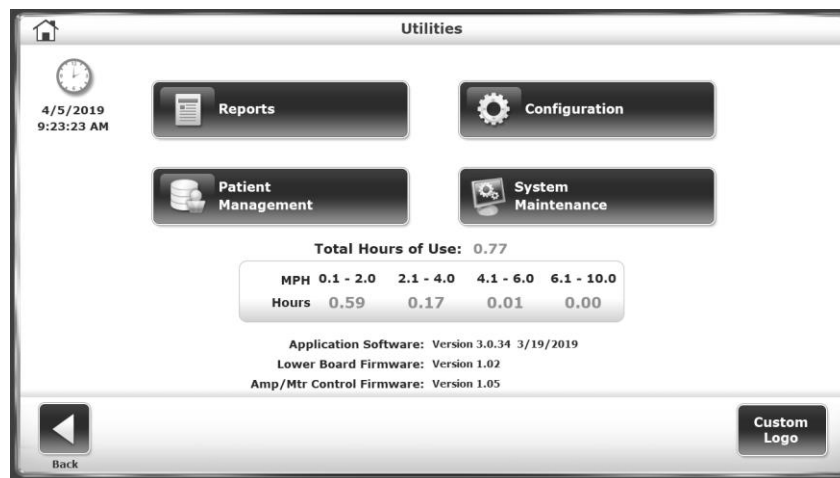 Utilities
4/5/2019
9:23:23 AM
Reports
Configuration
Patient
Management
System
Maintenance
Total Hours of Use: 0.77
MPH 0.1 - 2.0 2.1 - 4.0 4.1 - 6.0 6.1 - 10.0
Hours 0.59 0.17 0.01 0.00
Application Software: Version 3.0.34 3/19/2019
Lower Board Firmware: Version 1.02
Amp/Mtr Control Firmware: Version 1.05
Back
Custom
Logo